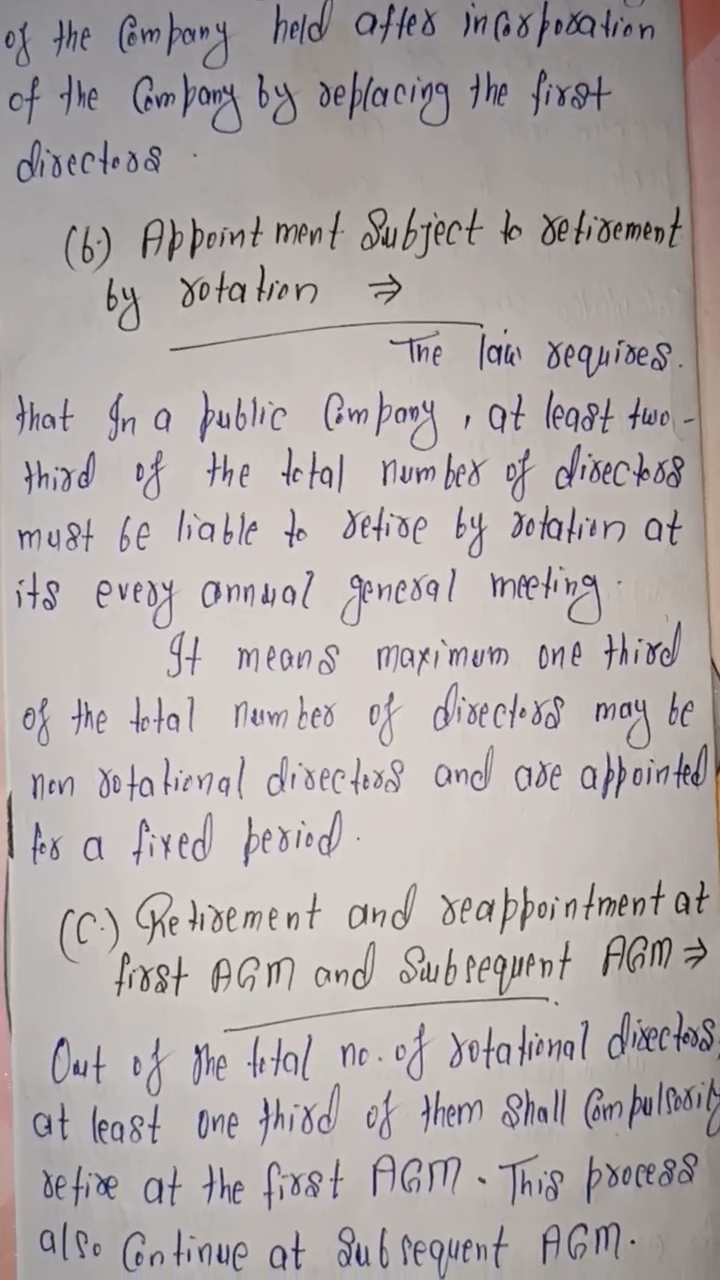 of the Company held after incorporation
of the Company by replacing the first
directors.
(b.) Appointment Subject to retirement
by rotation ⇒
The law requires.
that In a public Company, at least two-
third of the total number of directors
must be liable to retire by rotation at
its every annual general meeting.
It means maximum one third
of the total number of directors may be
non rotational directors and are appointed
for a fixed period.
(C.) Retirement and reappointment at
first AGM and Subsequent AGM ⇒
Out of the total no. of rotational directors,
at least one third of them shall Compulsorily
retire at the first AGM. This process
also Continue at Subsequent AGM.